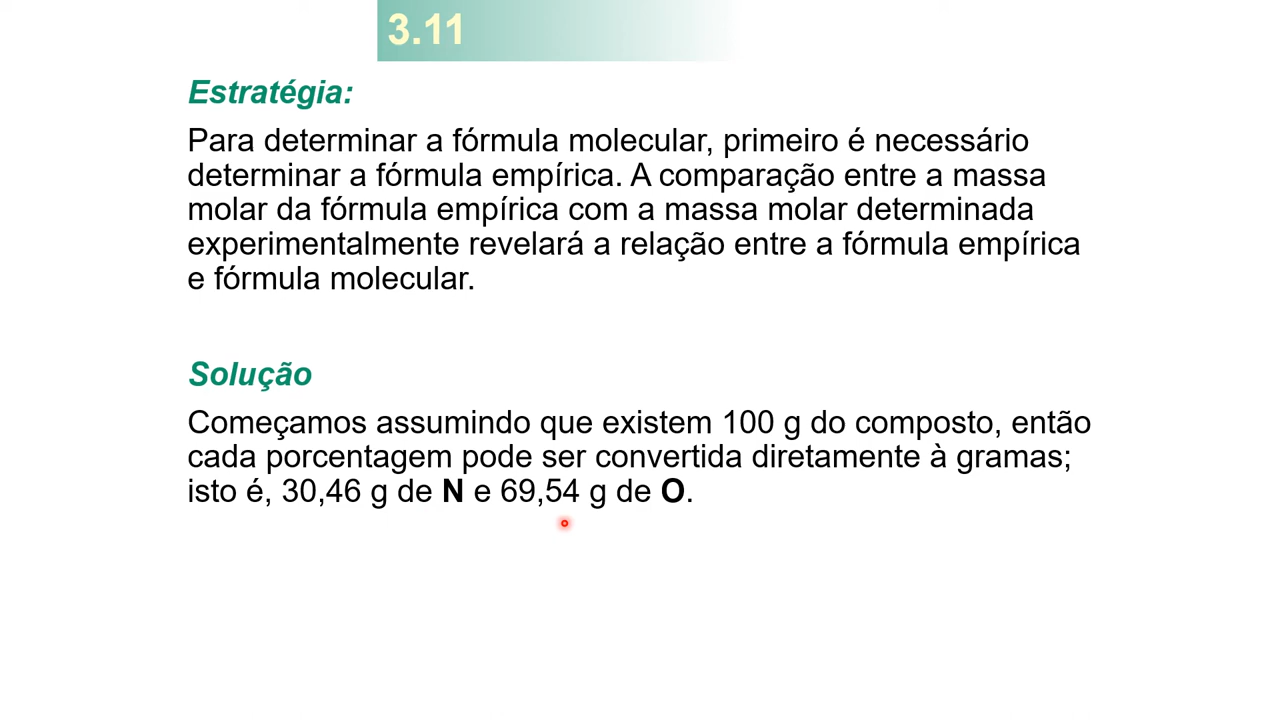 3.11
Estratégia:
Para determinar a fórmula molecular, primeiro é necessário
determinar a fórmula empírica. A comparação entre a massa
molar da fórmula empírica com a massa molar determinada
experimentalmente revelará a relação entre a fórmula empírica
e fórmula molecular.
Solução
Começamos assumindo que existem 100 g do composto, então
cada porcentagem pode ser convertida diretamente à gramas;
isto é, 30,46 g de N e 69,54 g de O.